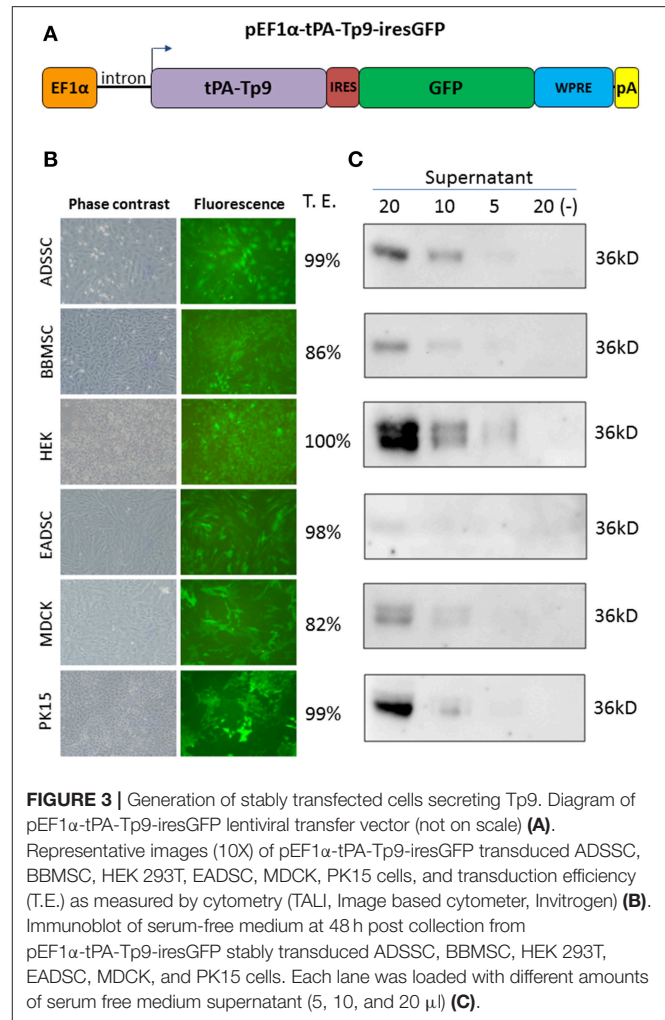 A
pEF1α-tPA-Tp9-iresGFP
EF1α intron tPA-Tp9 IRES GFP WPRE pA
B
C
Phase contrast Fluorescence T. E.
Supernatant
20 10 5 20 (-)
ADSSC 99% 36kD
BBMSC 86% 36kD
HEK 100% 36kD
EADSC 98% 36kD
MDCK 82% 36kD
PK15 99% 36kD
FIGURE 3 | Generation of stably transfected cells secreting Tp9. Diagram of
pEF1α-tPA-Tp9-iresGFP lentiviral transfer vector (not on scale) (A).
Representative images (10X) of pEF1α-tPA-Tp9-iresGFP transduced ADSSC,
BBMSC, HEK 293T, EADSC, MDCK, PK15 cells, and transduction efficiency
(T.E.) as measured by cytometry (TALI, Image based cytometer, Invitrogen) (B).
Immunoblot of serum-free medium at 48 h post collection from
pEF1α-tPA-Tp9-iresGFP stably transduced ADSSC, BBMSC, HEK 293T,
EADSC, MDCK, and PK15 cells. Each lane was loaded with different amounts
of serum free medium supernatant (5, 10, and 20 μl) (C).